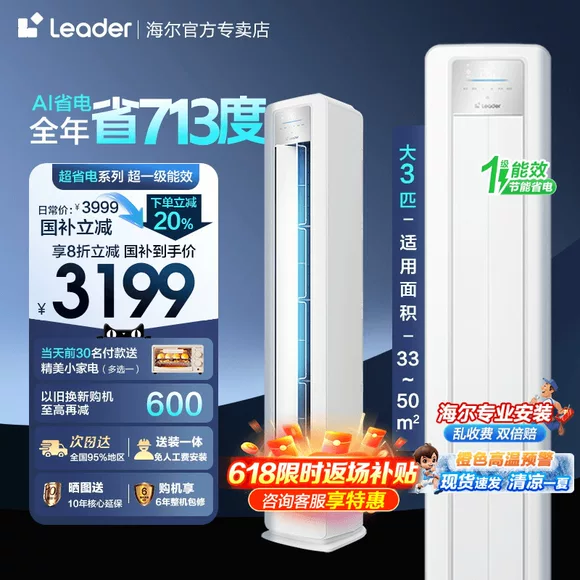 Leader 海尔官方专卖店
AI省电
全年省713度
超省电系列 超一级能效
日常价：￥3999
国补立减
下单立减
20%
享8折立减 国补到手价
￥3199
当天前30名付款送
精美小家电（多选一）
以旧换新购机
至高再减
600
次日达
全国95%地区
送装一体
免人工费安装
10
晒图送
10年核心延保
6
购机享
6年整机包修
大3匹-适用面积-33~50m²
Leader
1级能效
节能省电
618限时返场补贴
咨询客服享特惠
海尔专业安装
乱收费 双倍赔
橙色高温预警
现货速发 清凉一夏